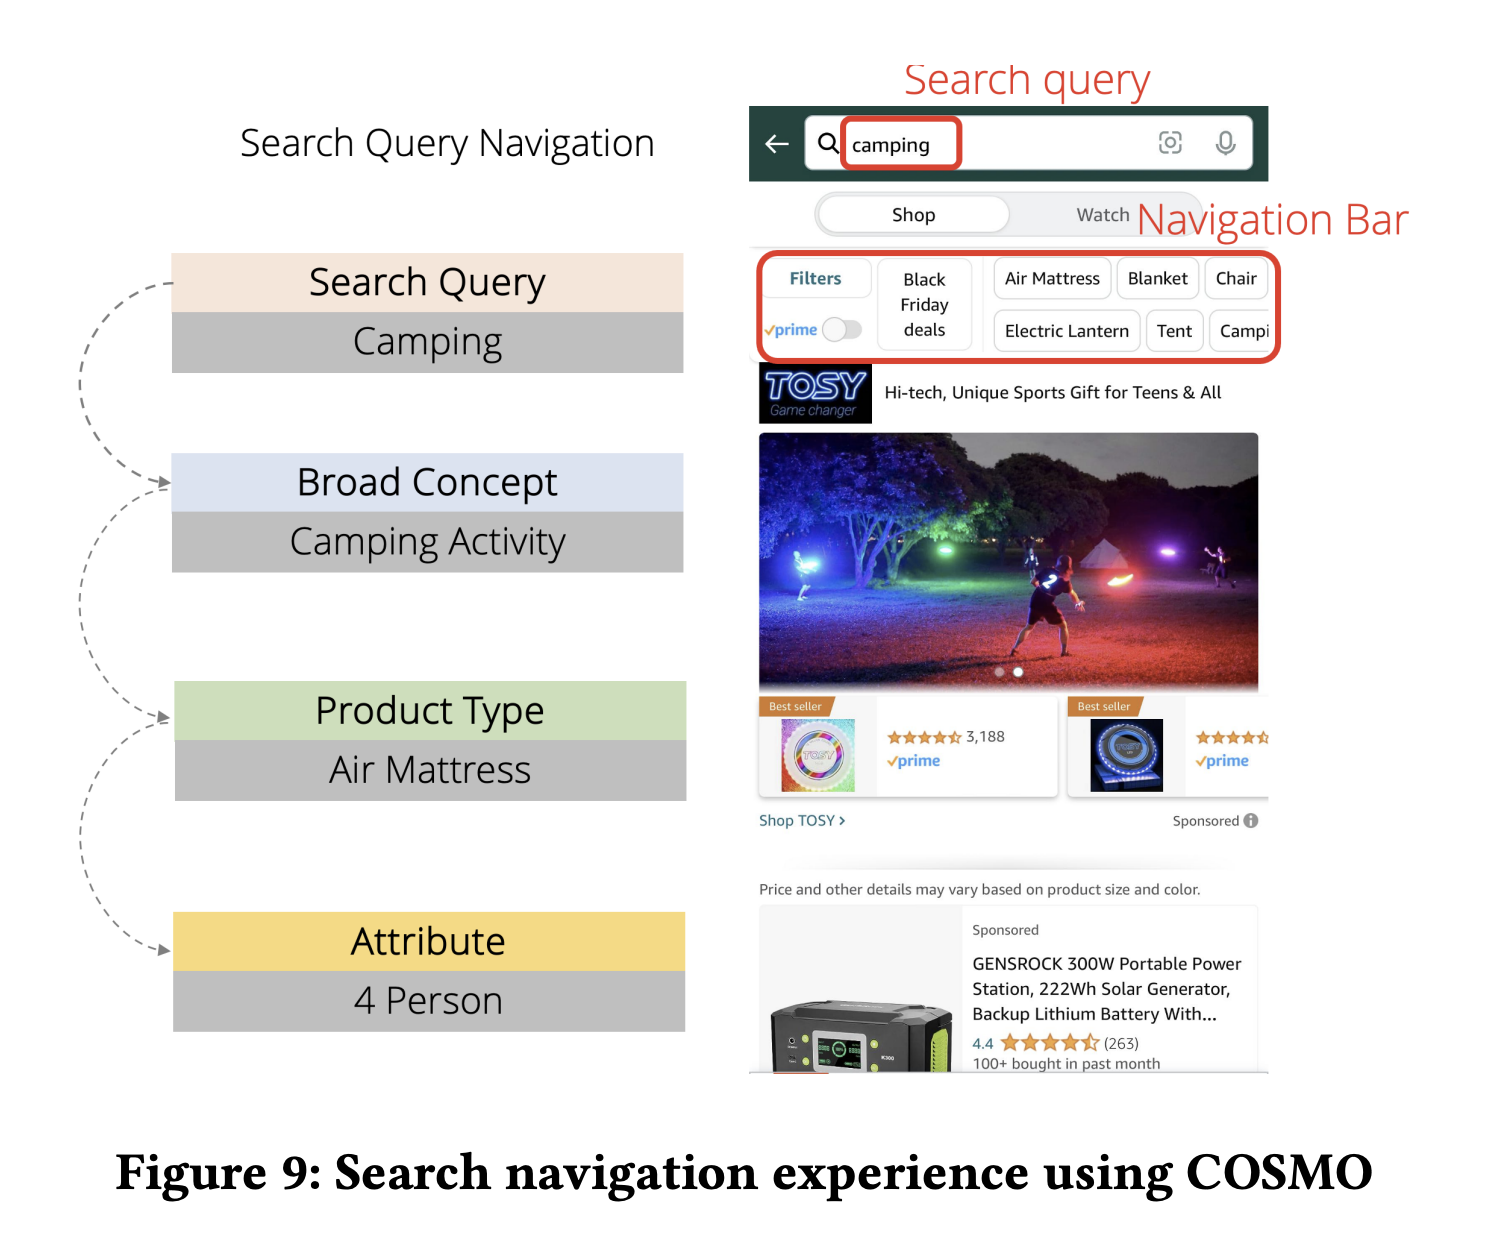 Search query
Search Query Navigation
camping
Shop
Watch
Navigation Bar
Search Query
Camping
Broad Concept
Camping Activity
Product Type
Air Mattress
Attribute
4 Person
Filters
prime
Black
Friday
deals
Air Mattress
Blanket
Chair
Electric Lantern
Tent
Campi
TOSY
Game changer
Hi-tech, Unique Sports Gift for Teens & All
2
Best seller
TOSY
3,188
prime
Best seller
TOSY
prime
Shop TOSY ›
Sponsored
Price and other details may vary based on product size and color.
Sponsored
GENSROCK 300W Portable Power
Station, 222Wh Solar Generator,
Backup Lithium Battery With...
4.4 (263)
100+ bought in past month
Figure 9: Search navigation experience using COSMO